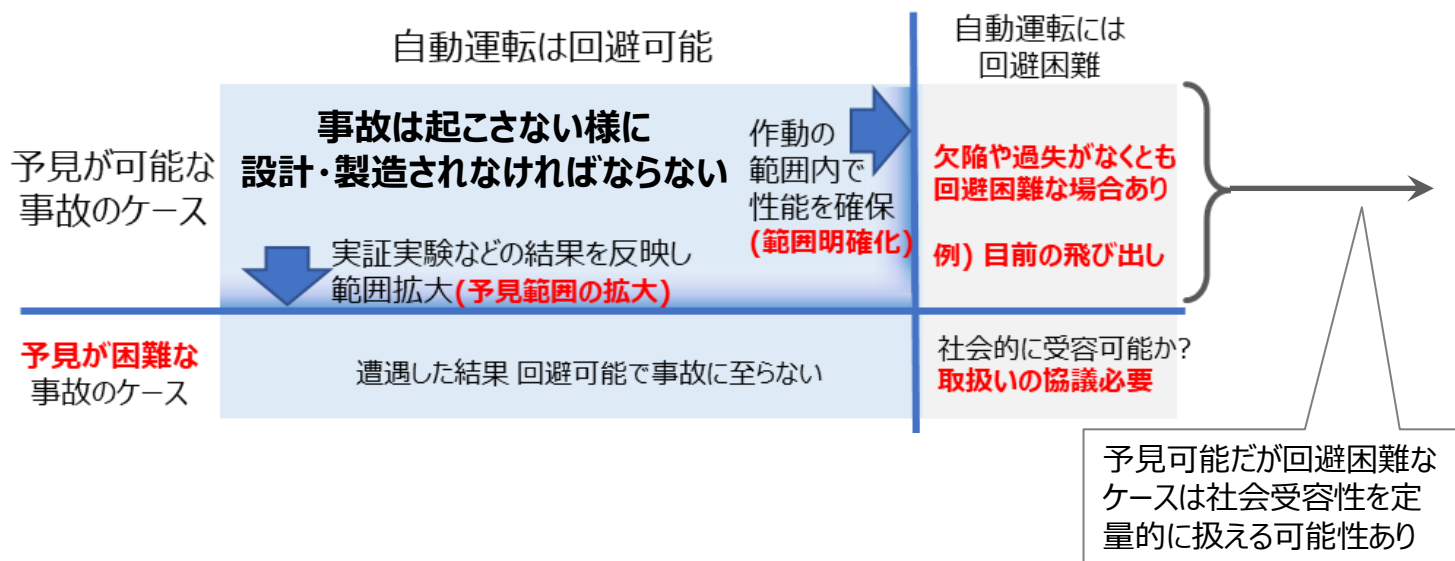 自動運転は回避可能
自動運転には
回避困難
予見が可能な
事故のケース
事故は起こさない様に
設計・製造されなければならない
作動の
範囲内で
性能を確保
(範囲明確化)
実証実験などの結果を反映し
範囲拡大(予見範囲の拡大)
欠陥や過失がなくとも
回避困難な場合あり
例) 目前の飛び出し
予見が困難な
事故のケース
遭遇した結果 回避可能で事故に至らない
社会的に受容可能か?
取扱いの協議必要
予見可能だが回避困難な
ケースは社会受容性を定
量的に扱える可能性あり